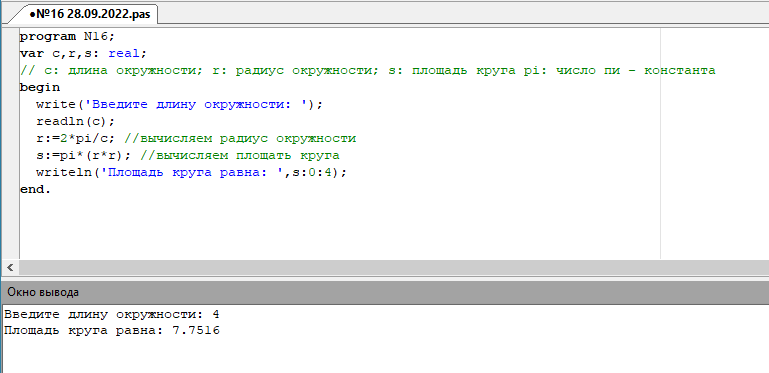 ●№16 28.09.2022.pas
program N16;
var c,r,s: real;
// с: длина окружности; r: радиус окружности; s: площадь круга pi: число пи - константа
begin
write('Введите длину окружности: ');
readln(c);
r:=2*pi/c; //вычисляем радиус окружности
s:=pi*(r*r); //вычисляем площать круга
writeln('Площадь круга равна: ',s:0:4);
end.
Окно вывода
Введите длину окружности: 4
Площадь круга равна: 7.7516